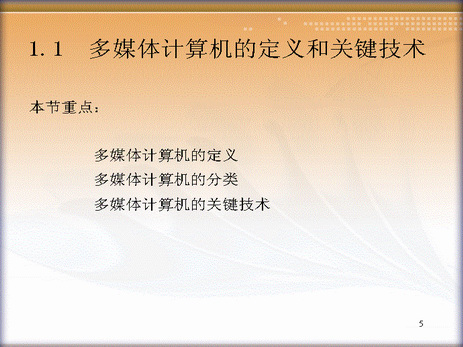 1.1 多媒体计算机的定义和关键技术
本节重点：
多媒体计算机的定义
多媒体计算机的分类
多媒体计算机的关键技术
5